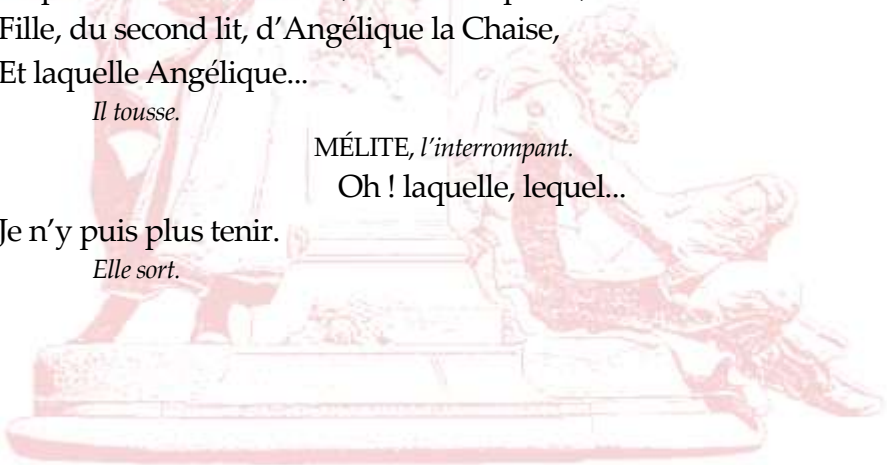 Fille, du second lit, d’Angélique la Chaise,
Et laquelle Angélique...
Il tousse.
MÉLITE, l’interrompant.
Oh ! laquelle, lequel...
Je n’y puis plus tenir.
Elle sort.